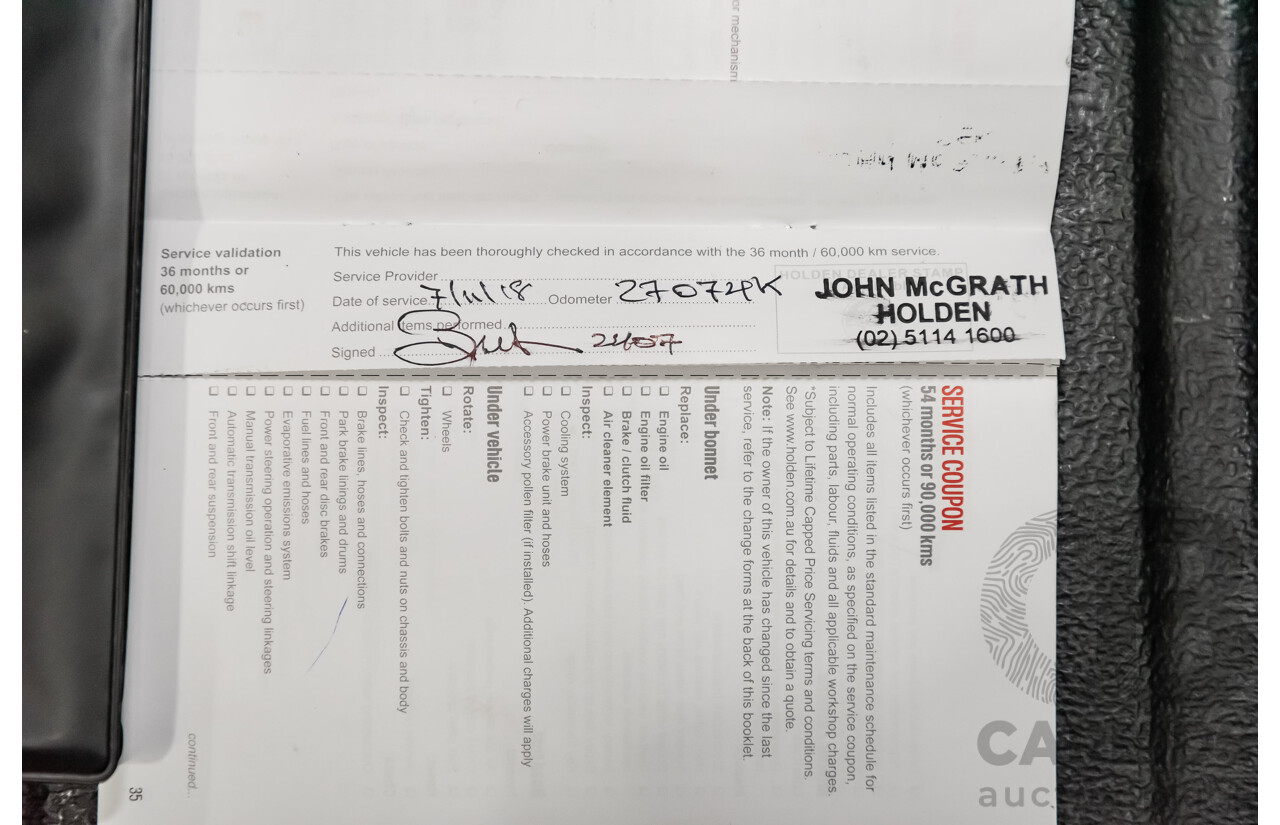 or mechanism
Service validation
36 months or
60,000 kms
(whichever occurs first)
This vehicle has been thoroughly checked in accordance with the 36 month / 60,000 km service.
Service Provider
Date of service 7/11/18 Odometer 27074K
Additional items performed
Signed
HOLDEN DEALER STAMP
JOHN McGRATH
HOLDEN
(02) 5114 1600
SERVICE COUPON
54 months or 90,000 kms
(whichever occurs first)
Includes all items listed in the standard maintenance schedule for
normal operating conditions, as specified on the service coupon,
including parts, labour, fluids and all applicable workshop charges.
*Subject to Lifetime Capped Price Servicing terms and conditions.
See www.holden.com.au for details and to obtain a quote.
Note: If the owner of this vehicle has changed since the last
service, refer to the change forms at the back of this booklet.
Under bonnet
Replace:
❑ Engine oil
❑ Engine oil filter
❑ Brake / clutch fluid
❑ Air cleaner element
Inspect:
❑ Cooling system
❑ Power brake unit and hoses
❑ Accessory pollen filter (if installed). Additional charges will apply
Under vehicle
Rotate:
❑ Wheels
Tighten:
❑ Check and tighten bolts and nuts on chassis and body
Inspect:
❑ Brake lines, hoses and connections
❑ Park brake linings and drums
❑ Front and rear disc brakes
❑ Fuel lines and hoses
❑ Evaporative emissions system
❑ Power steering operation and steering linkages
❑ Manual transmission oil level
❑ Automatic transmission shift linkage
❑ Front and rear suspension
continued...
35